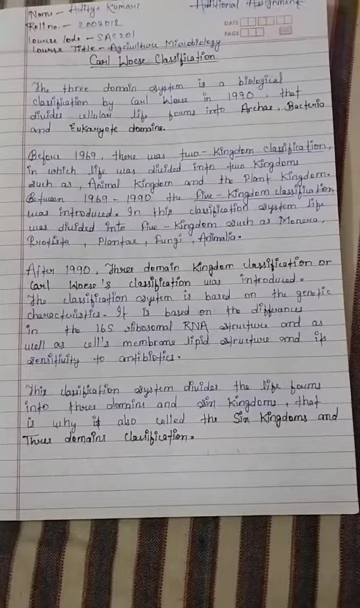 Name - Aditya Kumari Additional Assignment
Roll no. - 2002012
Course code - SAC201
Course Title - Agriculture Microbiology
DATE
PAGE
Carl Woese Classification
The three domain system is a biological
classification by Carl Woese in 1990 that
divides cellular life forms into Archae, Bacteria
and Eukaryote domains.
Before 1969, there was two-kingdom classification,
in which life was divided into two Kingdoms
such as, Animal Kingdom and the Plant Kingdom.
Between 1969 - 1990 the five-Kingdom classification
was introduced. In this classification system life
was divided into five-Kingdom such as Monera,
Protista, Plantae, Fungi, Animalia.
After 1990, Three domain Kingdom classification or
Carl Woese's classification was introduced.
The classification system is based on the genetic
characteristics. It is based on the differance
in the 16S ribosomal RNA structure and as
well as cell's membrane lipid structure and its
sensitivity to antibiotics.
This classification system divides the life forms
into three domains and six Kingdoms, that
is why it also called the Six Kingdoms and
Three domains Classification.